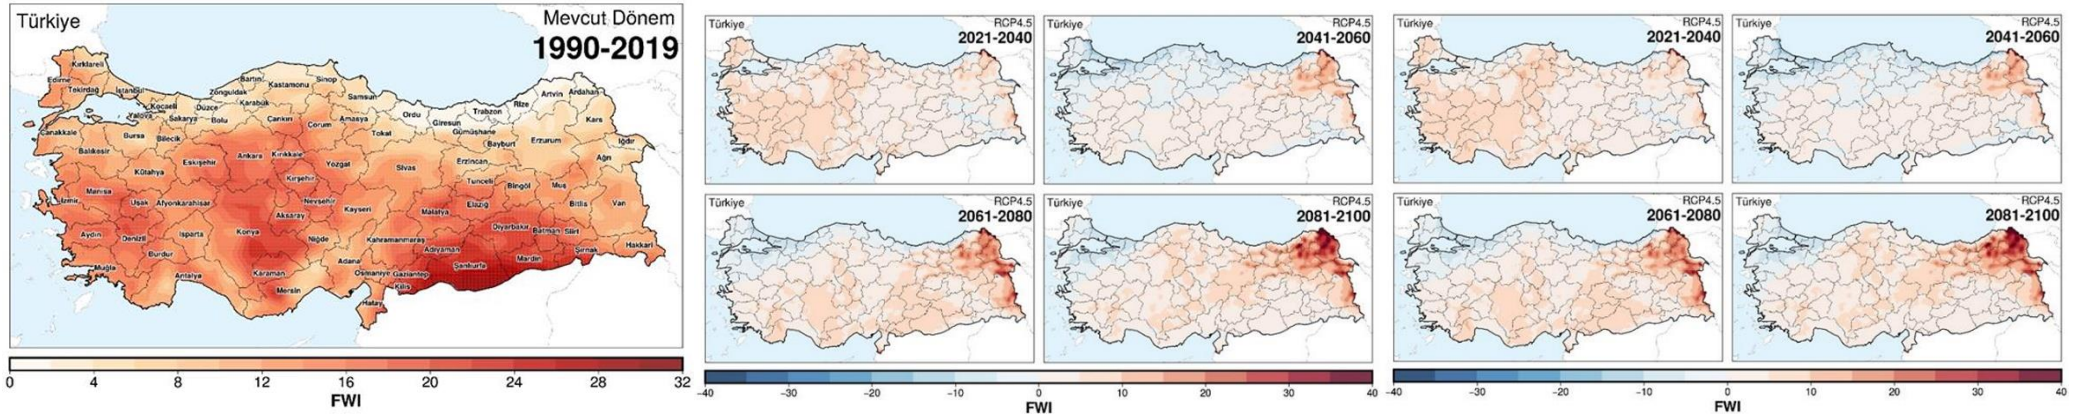 Türkiye
Mevcut Dönem
1990-2019
Kırklareli
Edirne
Tekirdağ
İstanbul
Kocaeli
Yalova
Sakarya
Düzce
Zonguldak
Bartın
Karabük
Kastamonu
Sinop
Samsun
Ordu
Giresun
Trabzon
Rize
Artvin
Ardahan
Çanakkale
Bursa
Bilecik
Bolu
Çankırı
Çorum
Amasya
Tokat
Gümüşhane
Bayburt
Erzurum
Kars
Iğdır
Balıkesir
Kütahya
Eskişehir
Ankara
Kırıkkale
Yozgat
Sivas
Erzincan
Ağrı
Manisa
İzmir
Uşak
Afyonkarahisar
Kırşehir
Nevşehir
Aksaray
Kayseri
Malatya
Elazığ
Tunceli
Bingöl
Muş
Bitlis
Van
Aydın
Denizli
Isparta
Burdur
Konya
Niğde
Kahramanmaraş
Adıyaman
Diyarbakır
Batman
Siirt
Şırnak
Hakkari
Muğla
Antalya
Karaman
Mersin
Adana
Osmaniye
Gaziantep
Kilis
Şanlıurfa
Mardin
Hatay
0 4 8 12 16 20 24 28 32
FWI
Türkiye
RCP4.5
2021-2040
Türkiye
RCP4.5
2041-2060
Türkiye
RCP4.5
2061-2080
Türkiye
RCP4.5
2081-2100
−40 −30 −20 −10 0 10 20 30 40
FWI
Türkiye
RCP4.5
2021-2040
Türkiye
RCP4.5
2041-2060
Türkiye
RCP4.5
2061-2080
Türkiye
RCP4.5
2081-2100
−40 −30 −20 −10 0 10 20 30 40
FWI